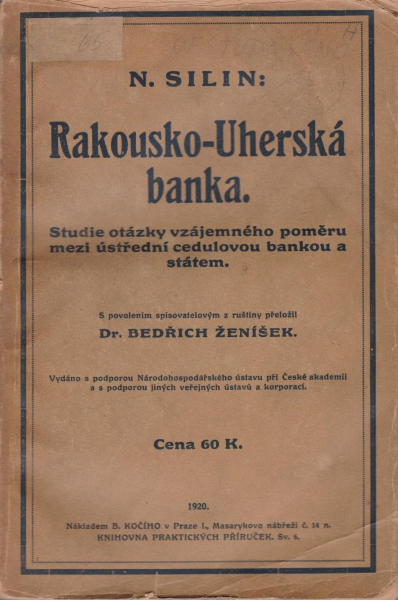 N. SILIN:
Rakousko-Uherská
banka.
Studie otázky vzájemného poměru
mezi ústřední cedulovou bankou a
státem.
S povolením spisovatelovým z ruštiny přeložil
Dr. BEDŘICH ŽENÍŠEK.
Vydáno s podporou Národohospodářského ústavu při České akademii
a s podporou jiných veřejných ústavů a korporací.
Cena 60 K.
1920.
Nákladem B. KOČÍHO v Praze I., Masarykovo nábřeží č. 14 n.
KNIHOVNA PRAKTICKÝCH PŘÍRUČEK. Sv. 6.